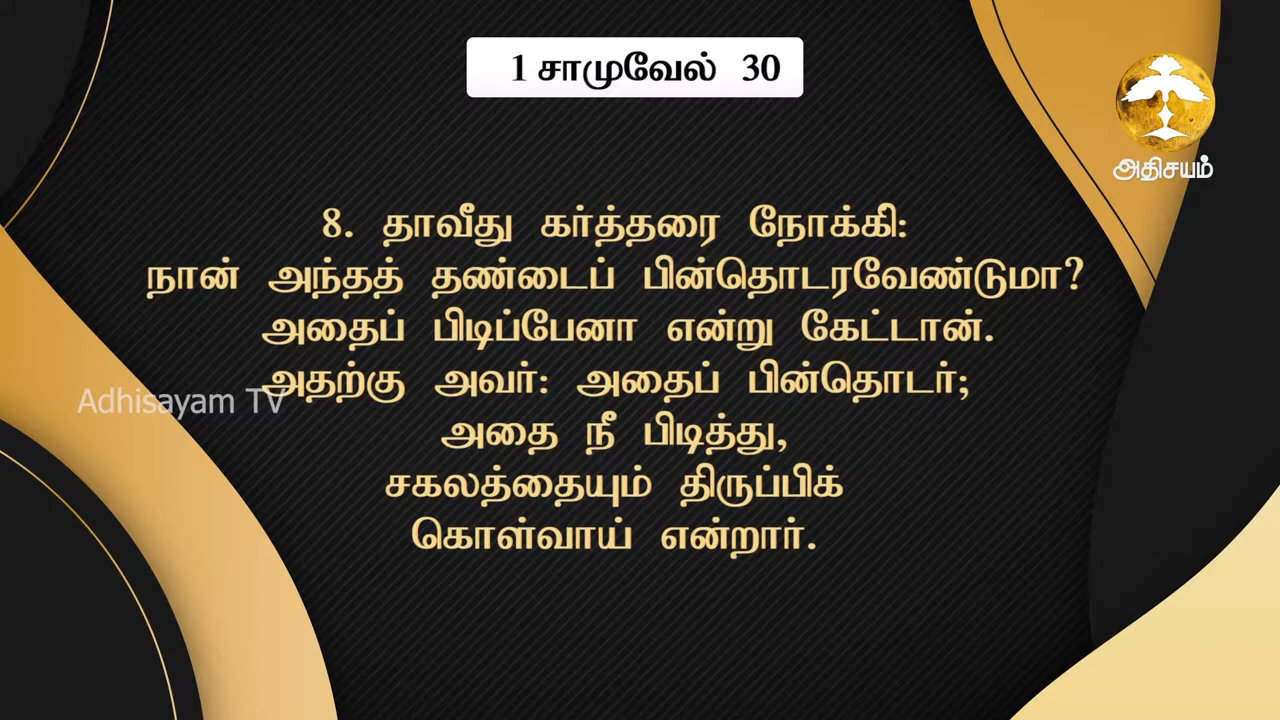 1 சாமுவேல் 30
அதிசயம்
8. தாவீது கர்த்தரை நோக்கி:
நான் அந்தத் தண்டைப் பின்தொடரவேண்டுமா?
அதைப் பிடிப்பேனா என்று கேட்டான்.
அதற்கு அவர்: அதைப் பின்தொடர்;
Adhisayam TV
அதை நீ பிடித்து,
சகலத்தையும் திருப்பிக்
கொள்வாய் என்றார்.